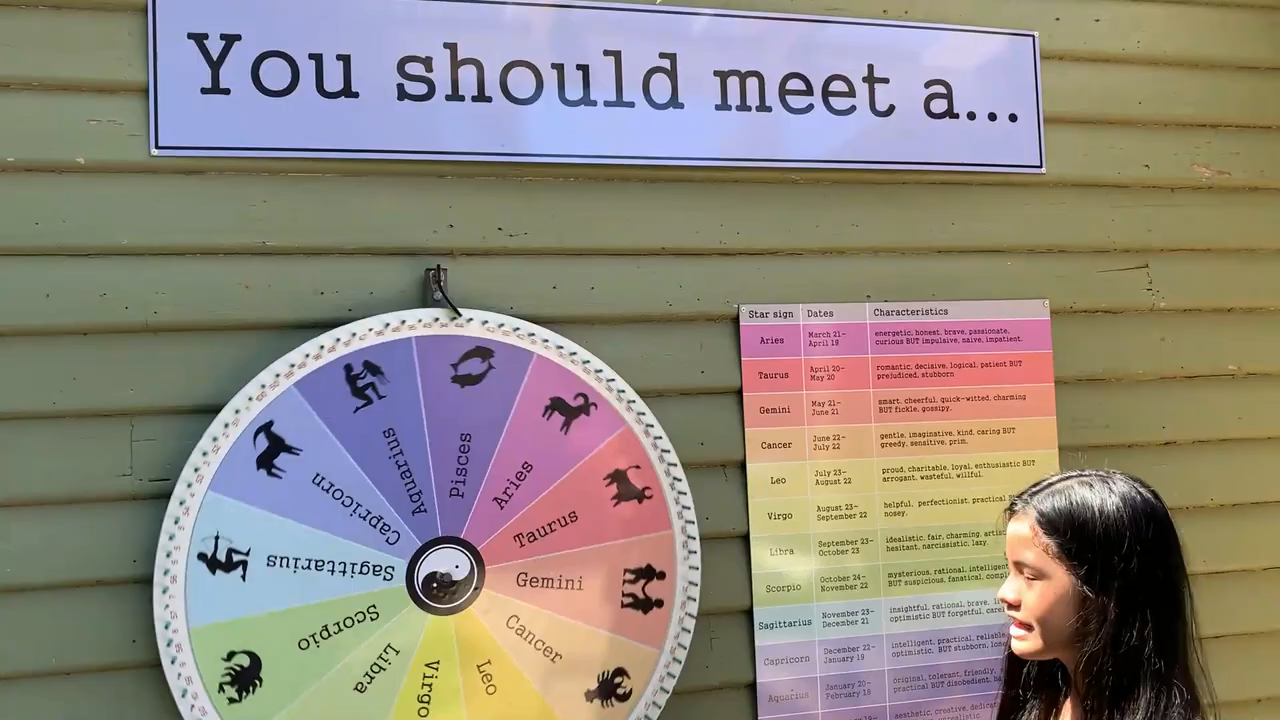 You should meet a...
Aquarius
Pisces
Aries
Taurus
Gemini
Cancer
Leo
Virgo
Libra
Scorpio
Sagittarius
Capricorn
Star sign Dates Characteristics
Aries March 21- April 19 energetic, honest, brave, passionate,
curious BUT impulsive, naive, impatient.
Taurus April 20- May 20 romantic, decisive, logical, patient BUT
prejudiced, stubborn
Gemini May 21- June 21 smart, cheerful, quick-witted, charming
BUT fickle, gossipy.
Cancer June 22- July 22 gentle, imaginative, kind, caring BUT
greedy, sensitive, prim.
Leo July 23- August 22 proud, charitable, loyal, enthusiastic BUT
arrogant, wasteful, willful.
Virgo August 23- September 22 helpful, perfectionist, practical
nosey.
Libra September 23- October 23 idealistic, fair, charming,
hesitant, narcissistic, lazy.
Scorpio October 24- November 22 mysterious, rational, intelligent
BUT suspicious, fanatical,
Sagittarius November 23- December 21 insightful, rational, brave,
optimistic BUT forgetful,
Capricorn December 22- January 19 intelligent, practical, reliable,
optimistic, BUT stubborn,
Aquarius January 20- February 18 original, tolerant, friendly,
practical BUT disobedient,
aesthetic, creative,